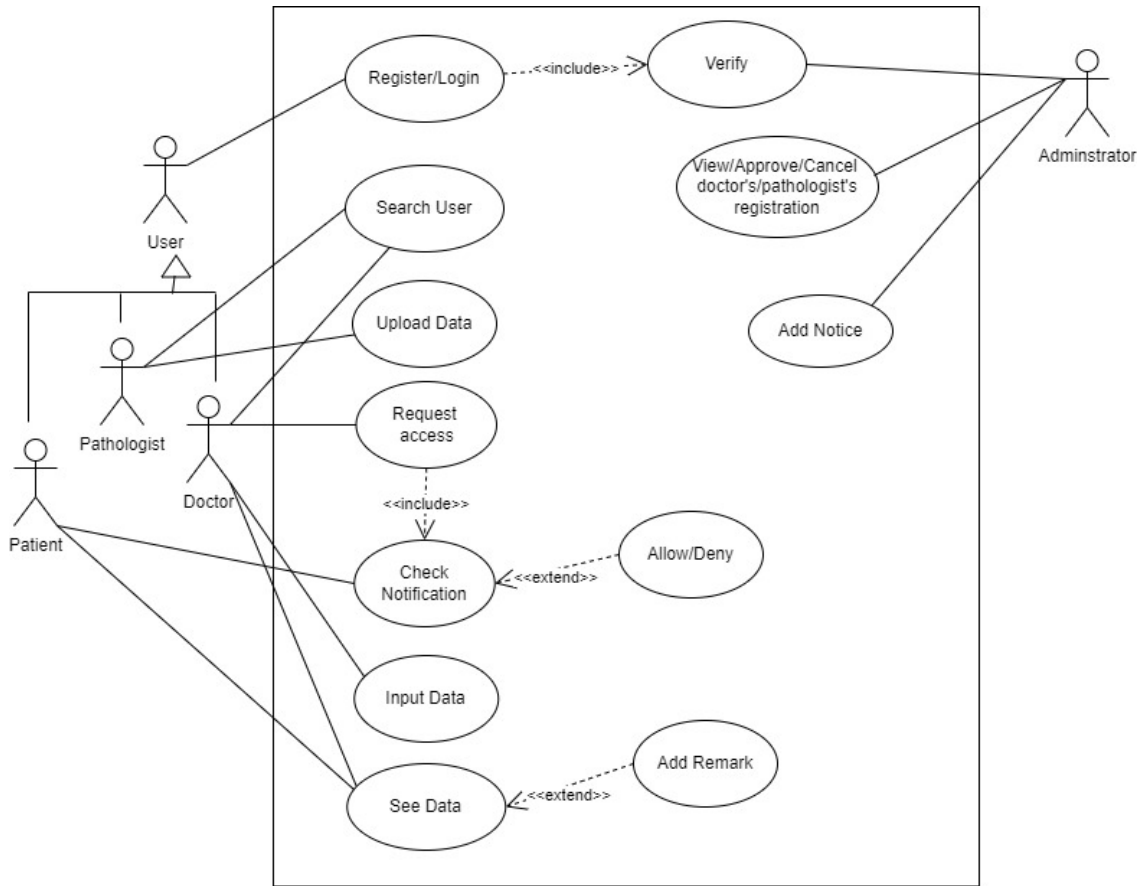 Register/Login
<<include>>
Verify
Adminstrator
View/Approve/Cancel
doctor's/pathologist's
registration
User
Search User
Upload Data
Add Notice
Pathologist
Request
access
Doctor
<<include>>
Patient
Check
Notification
<<extend>>
Allow/Deny
Input Data
See Data
<<extend>>
Add Remark